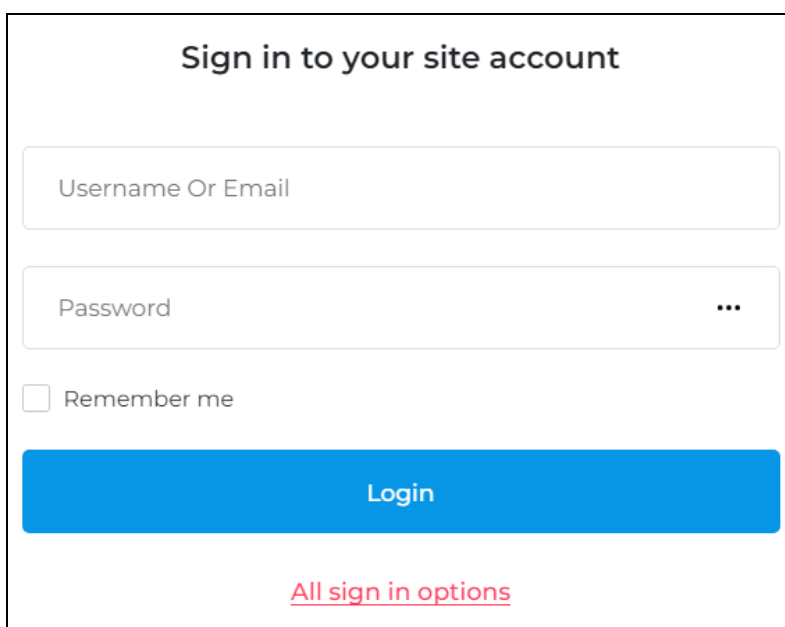 Sign in to your site account
Username Or Email
Password
Remember me
Login
All sign in options